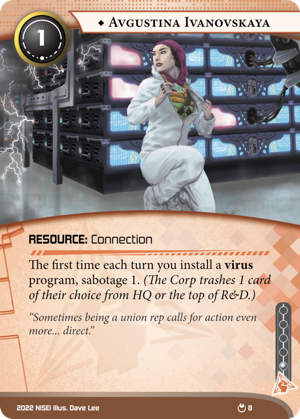 1
♦ Avgustina Ivanovskaya
RESOURCE: Connection
The first time each turn you install a virus
program, sabotage 1. (The Corp trashes 1 card
of their choice from HQ or the top of R&D.)
“Sometimes being a union rep calls for action even
more... direct.”
2022 NISEI Illus. Dave Lee
8